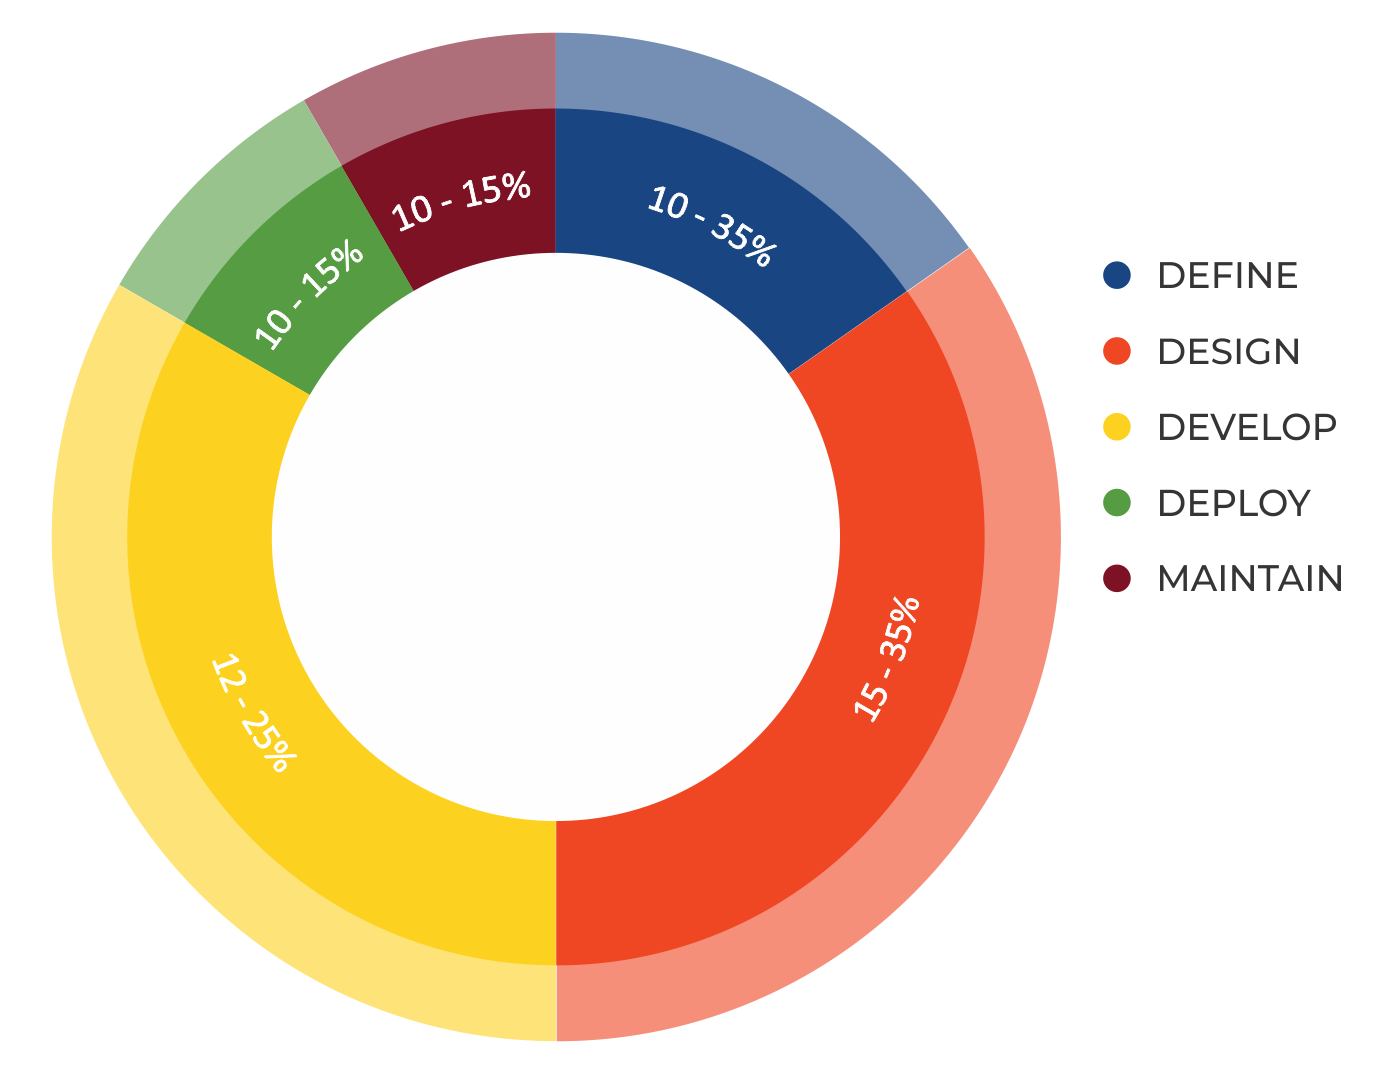 10 - 15%
10 - 35%
10 - 15%
15 - 35%
12 - 25%
DEFINE
DESIGN
DEVELOP
DEPLOY
MAINTAIN